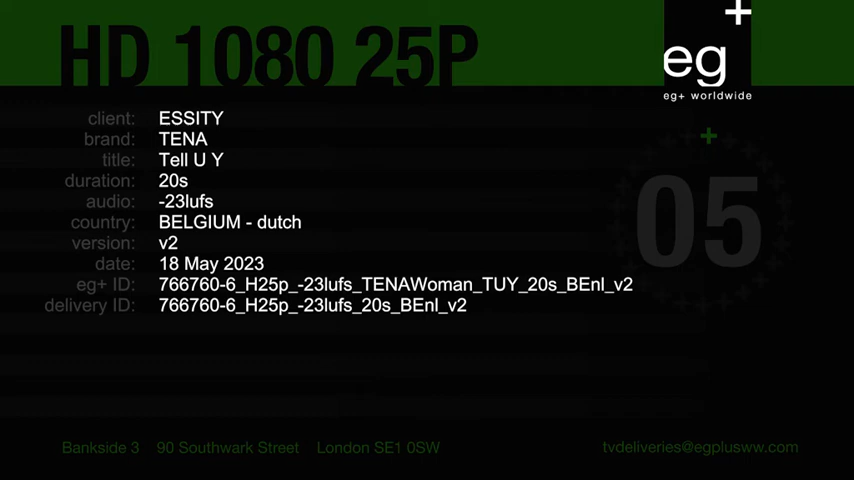 HD 1080 25P
+
eg
eg+ worldwide
client: ESSITY
brand: TENA
title: Tell U Y
duration: 20s
audio: -23lufs
country: BELGIUM - dutch
version: v2
date: 18 May 2023
eg+ ID: 766760-6_H25p_-23lufs_TENAWoman_TUY_20s_BEnl_v2
delivery ID: 766760-6_H25p_-23lufs_20s_BEnl_v2
+
05
Bankside 3 90 Southwark Street London SE1 0SW
tvdeliveries@egplusww.com